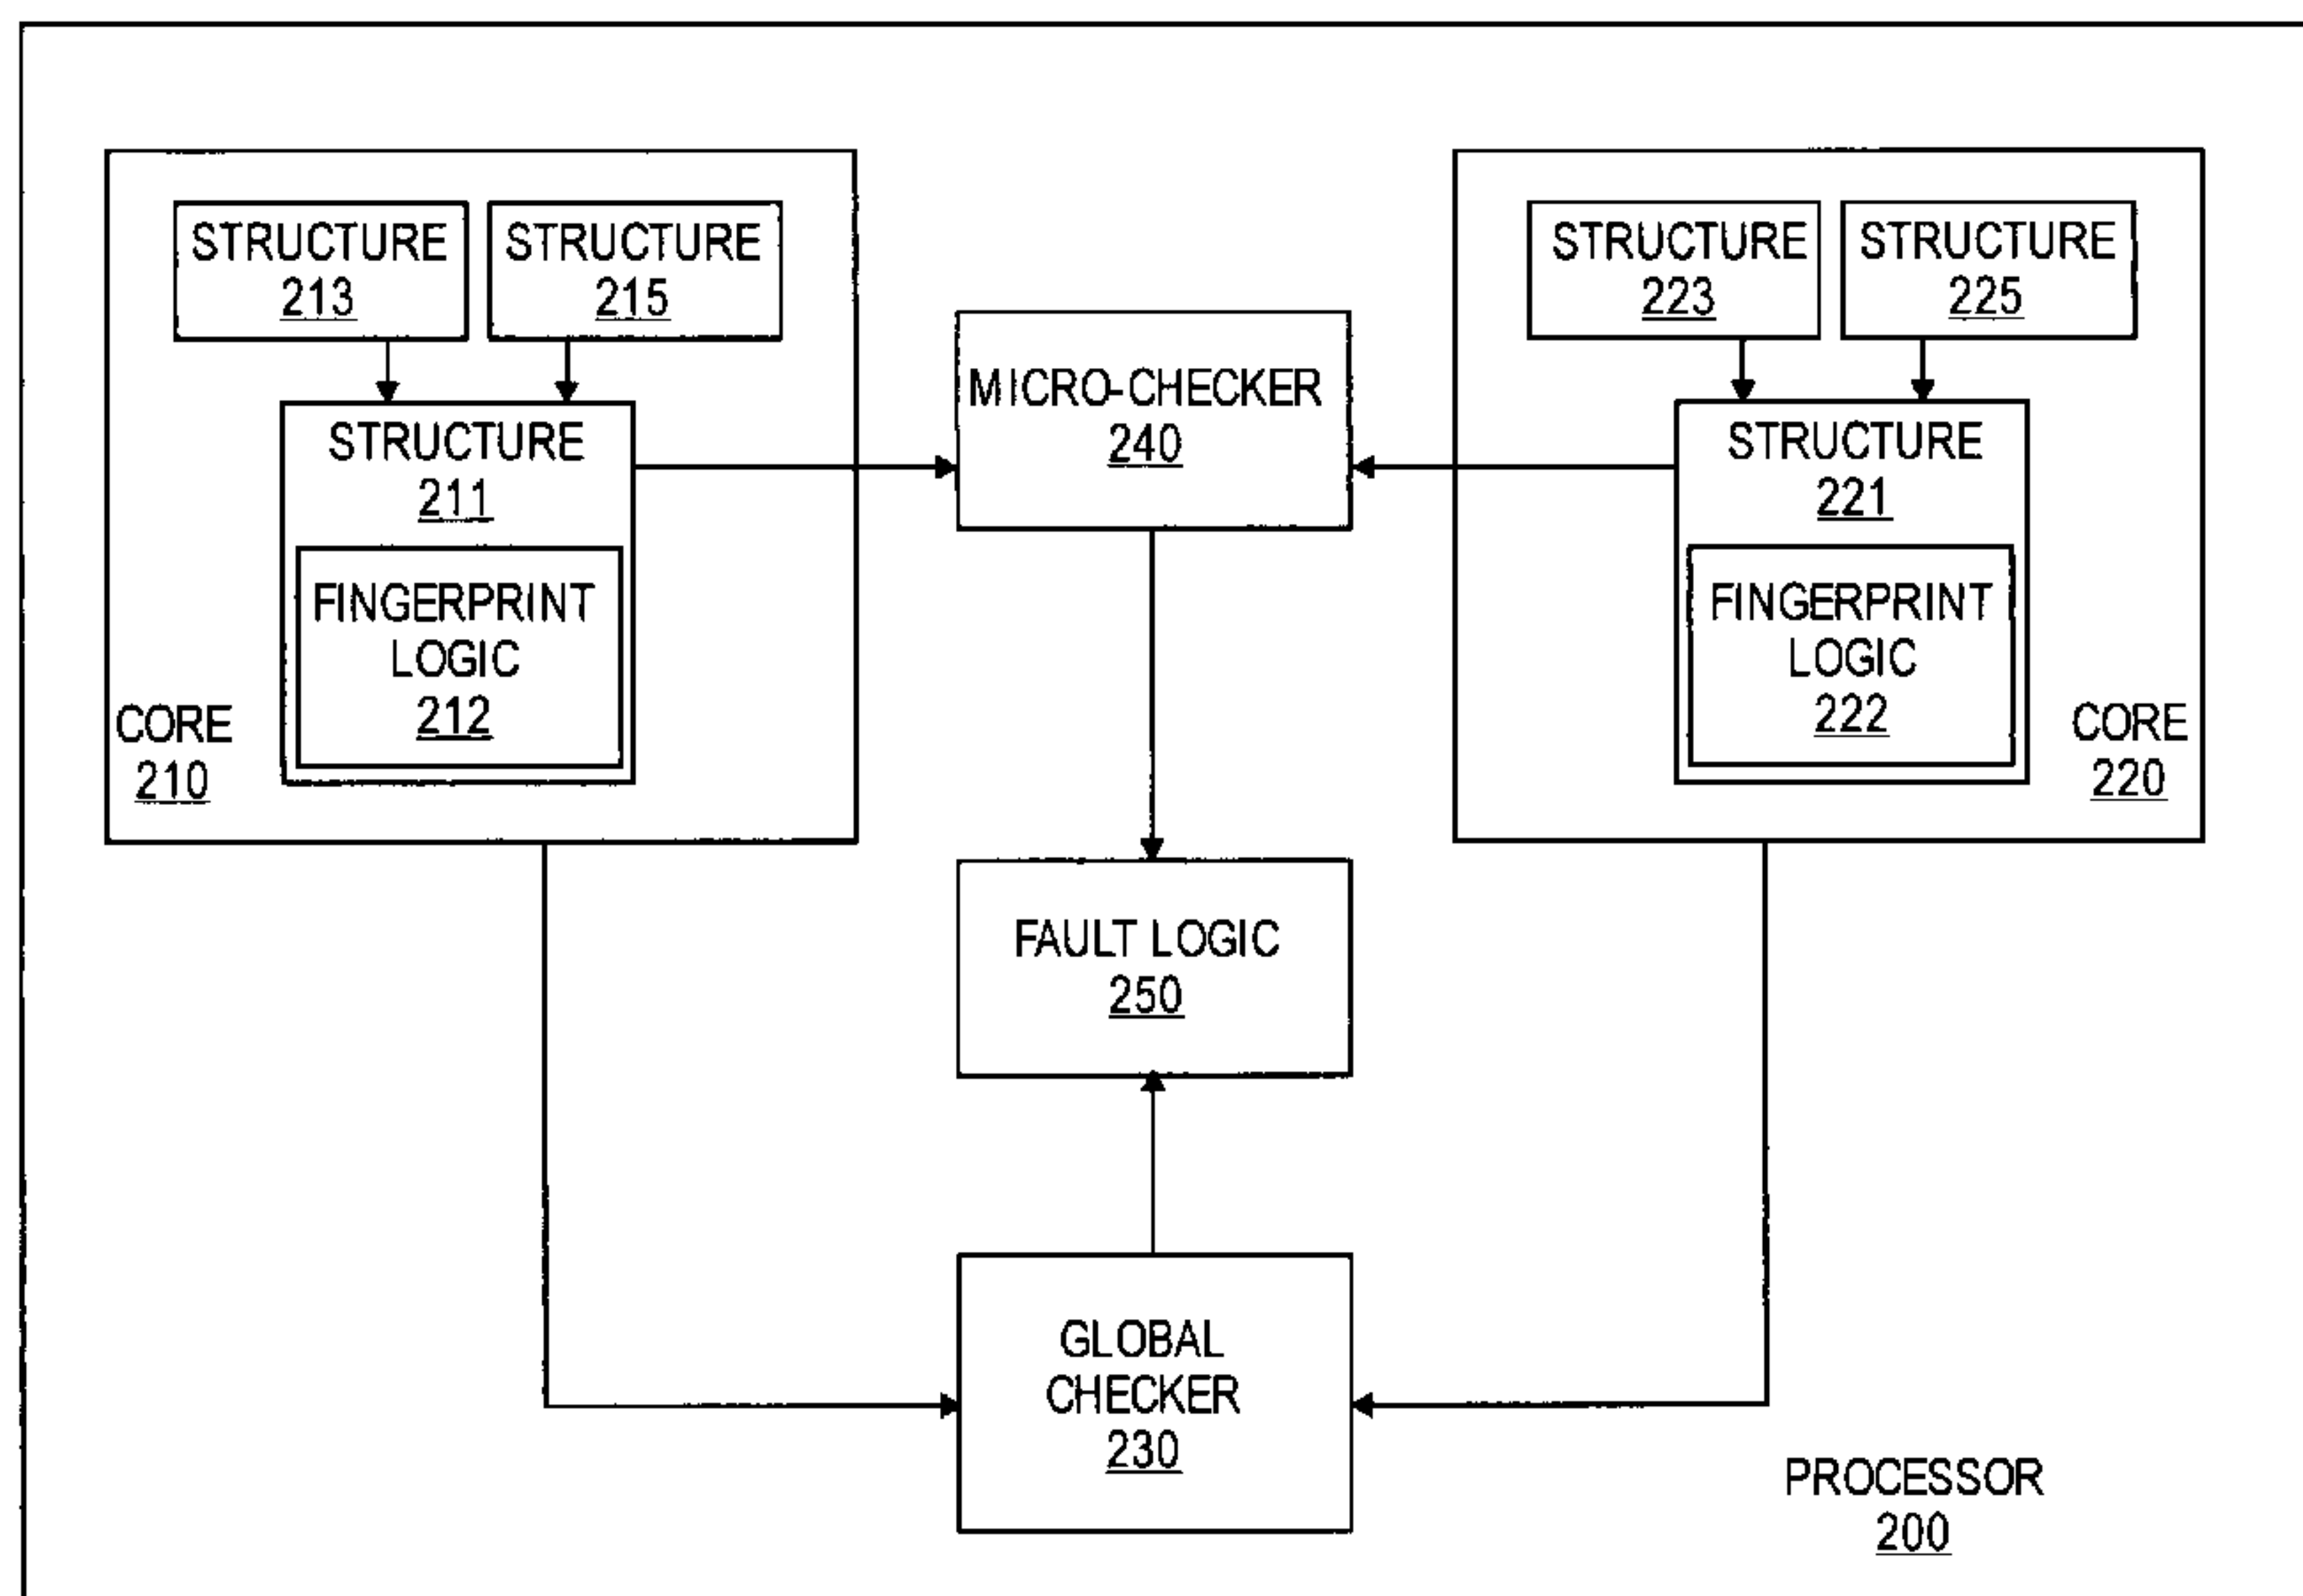 STRUCTURE
213
STRUCTURE
215
STRUCTURE
211
FINGERPRINT
LOGIC
212
CORE
210
MICRO-CHECKER
240
STRUCTURE
223
STRUCTURE
225
STRUCTURE
221
FINGERPRINT
LOGIC
222
CORE
220
FAULT LOGIC
250
GLOBAL
CHECKER
230
PROCESSOR
200